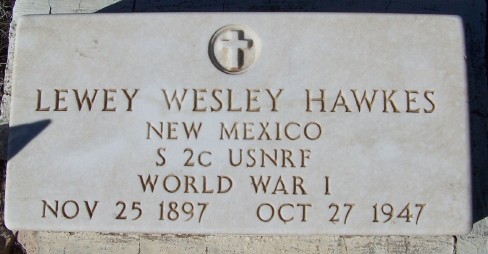 LEWEY WESLEY HAWKES
NEW MEXICO
S 2C USNRF
WORLD WAR I
NOV 25 1897 OCT 27 1947